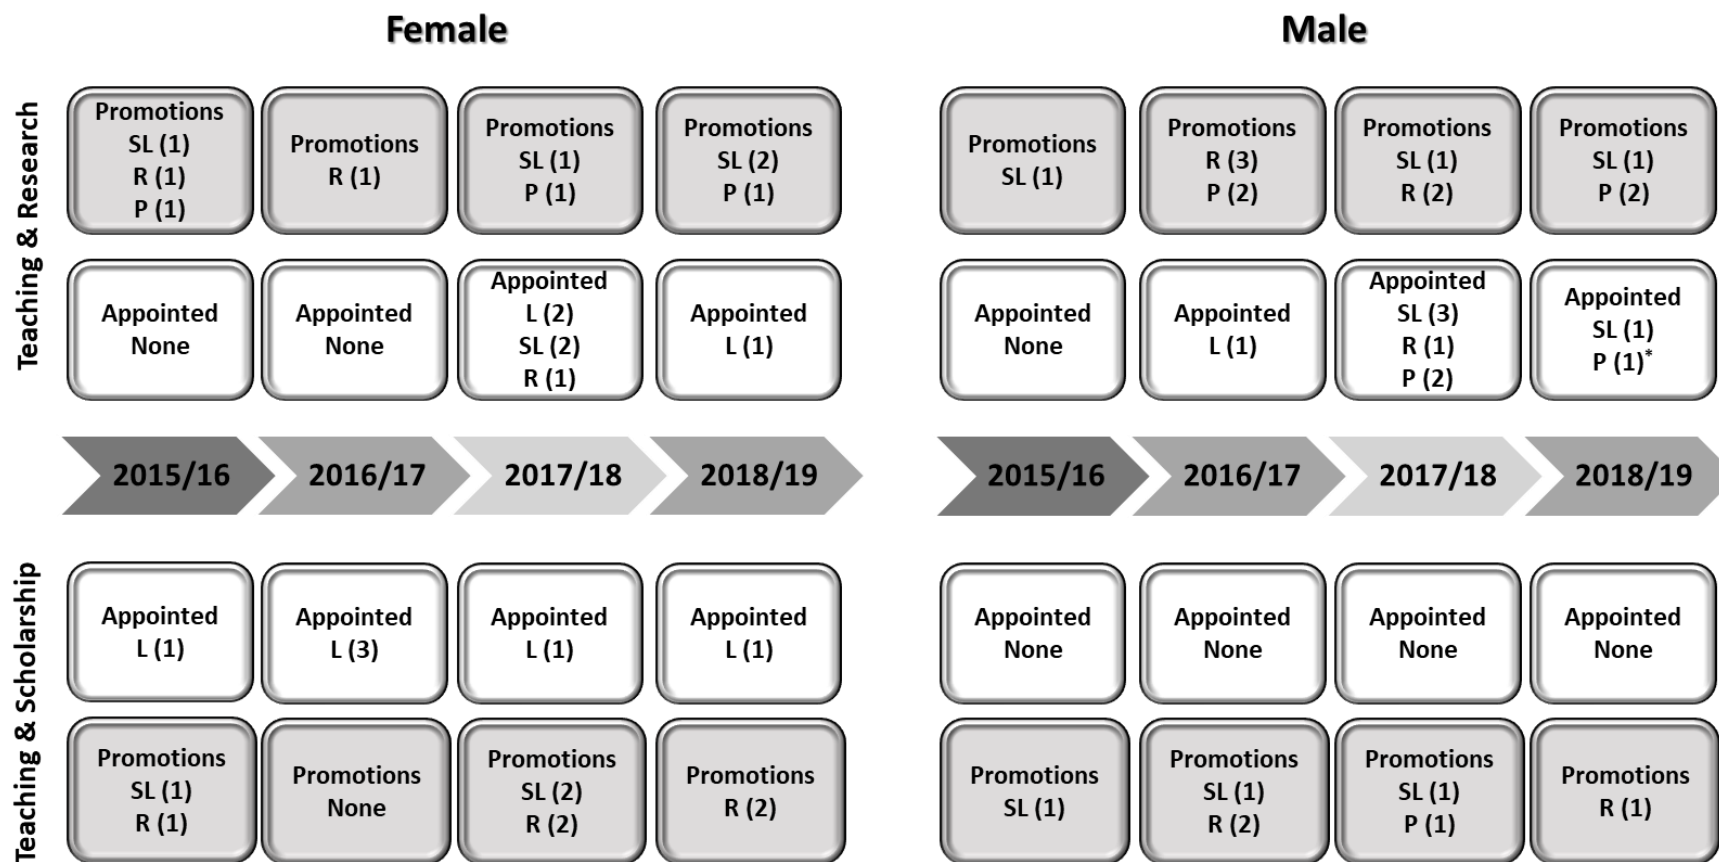 Female
Male
Teaching & Research
Promotions
SL (1)
R (1)
P (1)
Promotions
R (1)
Promotions
SL (1)
P (1)
Promotions
SL (2)
P (1)
Promotions
SL (1)
Promotions
R (3)
P (2)
Promotions
SL (1)
R (2)
Promotions
SL (1)
P (2)
Appointed
None
Appointed
None
Appointed
L (2)
SL (2)
R (1)
Appointed
L (1)
Appointed
None
Appointed
L (1)
Appointed
SL (3)
R (1)
P (2)
Appointed
SL (1)
P (1)*
2015/16
2016/17
2017/18
2018/19
2015/16
2016/17
2017/18
2018/19
Teaching & Scholarship
Appointed
L (1)
Appointed
L (3)
Appointed
L (1)
Appointed
L (1)
Appointed
None
Appointed
None
Appointed
None
Appointed
None
Promotions
SL (1)
R (1)
Promotions
None
Promotions
SL (2)
R (2)
Promotions
R (2)
Promotions
SL (1)
Promotions
SL (1)
R (2)
Promotions
SL (1)
P (1)
Promotions
R (1)